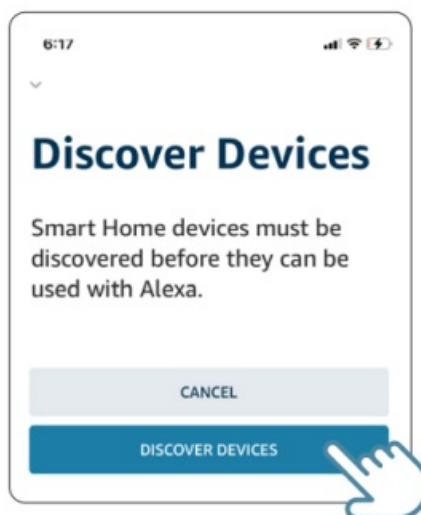 6:17
Discover Devices
Smart Home devices must be
discovered before they can be
used with Alexa.
CANCEL
DISCOVER DEVICES